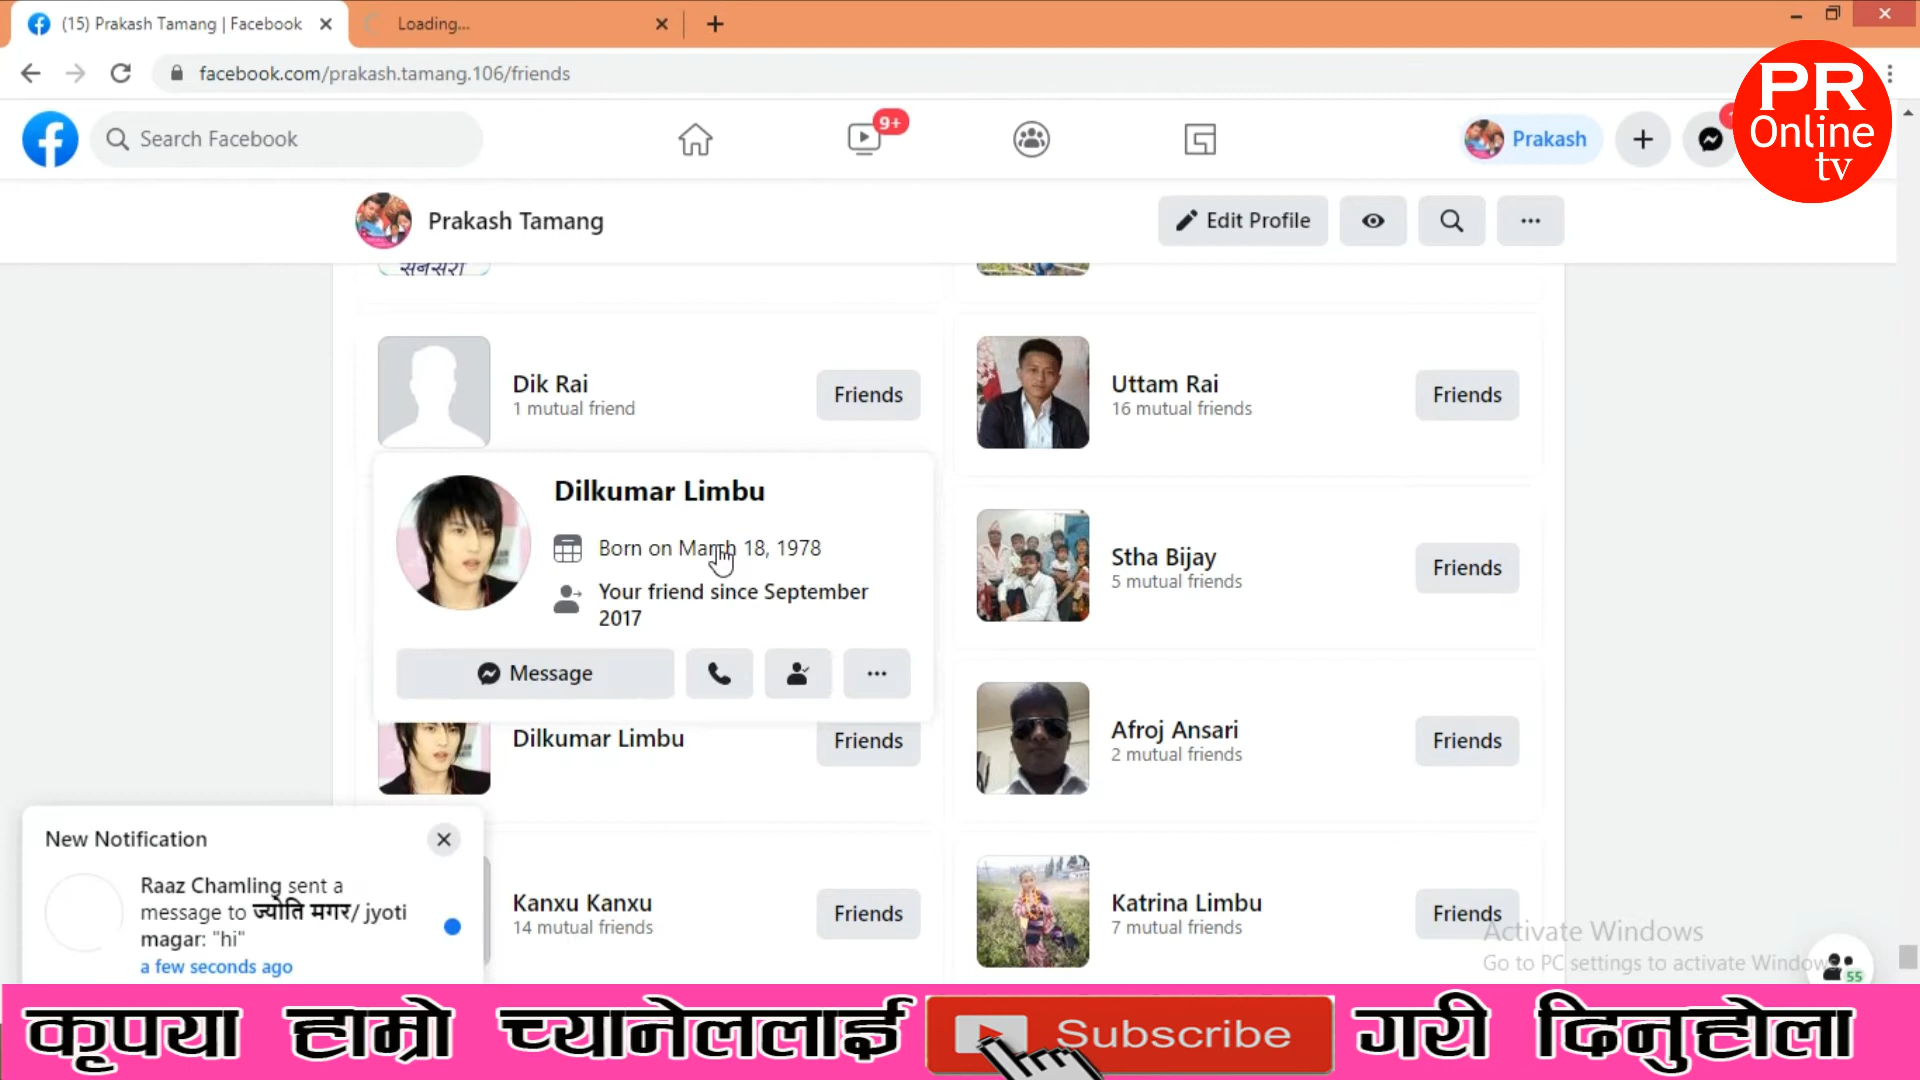 (15) Prakash Tamang | Facebook
Loading...
facebook.com/prakash.tamang.106/friends
PR
Online
tv
Search Facebook
9+
Prakash
Prakash Tamang
Edit Profile
Dik Rai
1 mutual friend
Friends
Uttam Rai
16 mutual friends
Friends
Dilkumar Limbu
Born on March 18, 1978
Your friend since September
2017
Message
Stha Bijay
5 mutual friends
Friends
Dilkumar Limbu
Friends
Afroj Ansari
2 mutual friends
Friends
New Notification
Raaz Chamling sent a
message to ज्योति मगर/ jyoti
magar: "hi"
a few seconds ago
Kanxu Kanxu
14 mutual friends
Friends
Katrina Limbu
7 mutual friends
Friends
Activate Windows
Go to PC settings to activate Windows
55
कृपया हाम्रो च्यानेललाई Subscribe गरी दिनुहोला